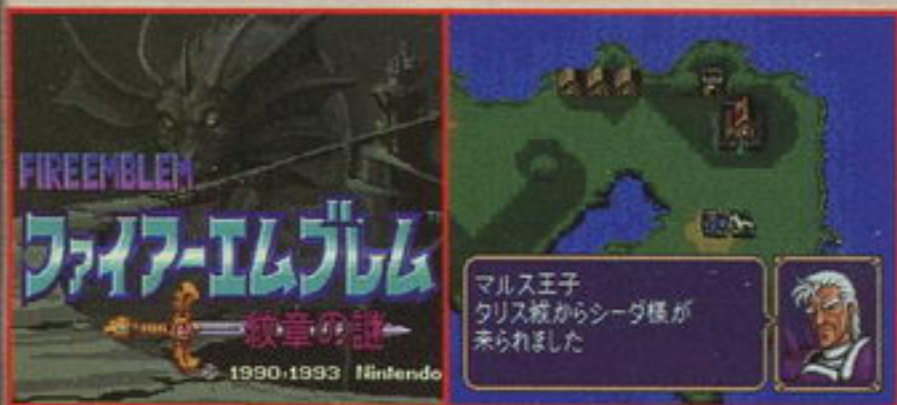 FIREEMBLEM
ファイアーエムブレム
紋章の謎
© 1990,1993 Nintendo
マルス王子
タリス城からシーダ様が
来られました